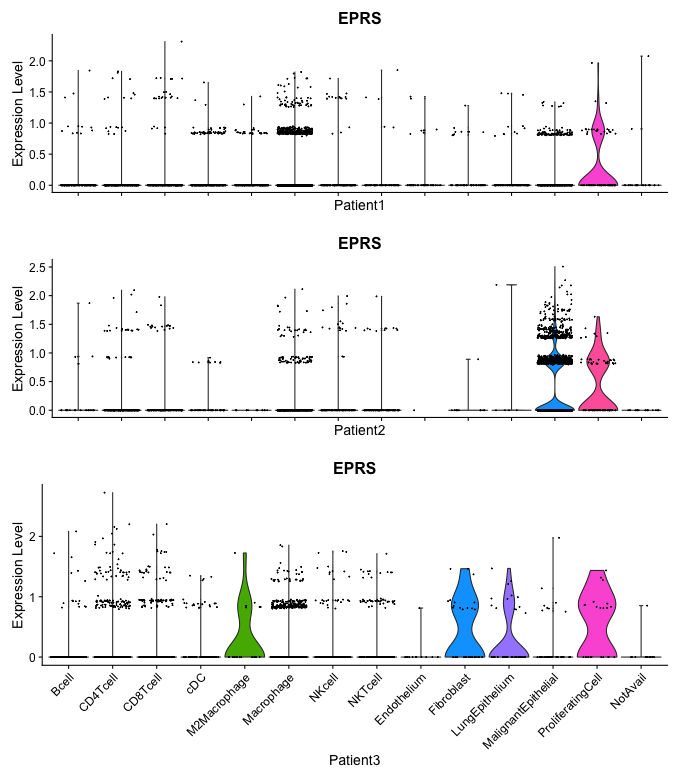 EPRS
Expression Level
2.0
1.5
1.0
0.5
0.0
Patient1
EPRS
Expression Level
2.5
2.0
1.5
1.0
0.5
0.0
Patient2
EPRS
Expression Level
2
1
0
Bcell
CD4Tcell
CD8Tcell
cDC
M2Macrophage
Macrophage
NKcell
NKTcell
Endothelium
Fibroblast
LungEpithelium
MalignantEpithelial
ProliferatingCell
NotAvail
Patient3